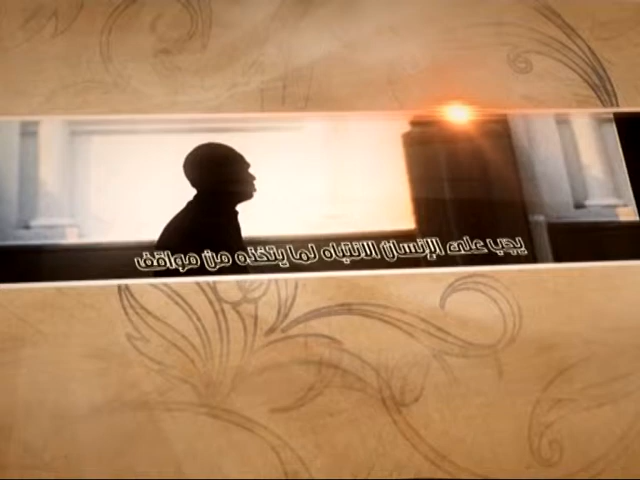 يجب على الإنسان الانتباه لما يتخذه من مواقف